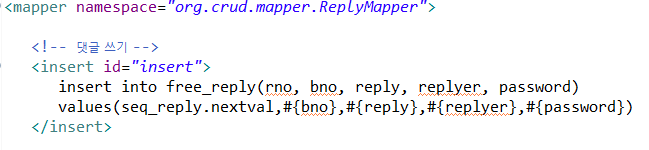 <mapper namespace="org.crud.mapper.ReplyMapper">
<!-- 댓글 쓰기 -->
<insert id="insert">
insert into free_reply(rno, bno, reply, replyer, password)
values(seq_reply.nextval,#{bno},#{reply},#{replyer},#{password})
</insert>